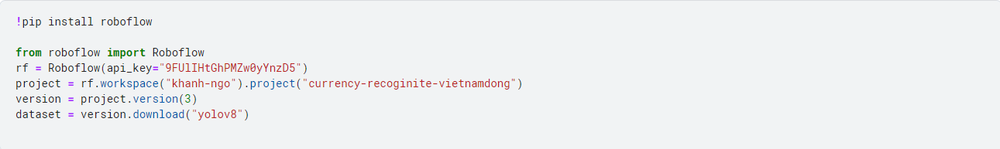 !pip install roboflow
from roboflow import Roboflow
rf = Roboflow(api_key="9FUlIHtGhPMZw0yYnzD5")
project = rf.workspace("khanh-ngo").project("currency-recoginite-vietnamdong")
version = project.version(3)
dataset = version.download("yolov8")